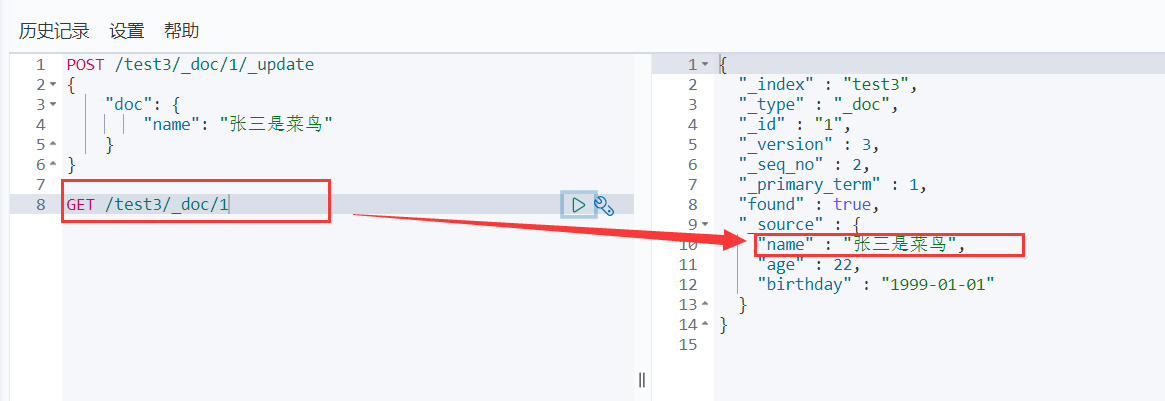 历史记录 设置 帮助
1 POST /test3/_doc/1/_update
2 {
3 "doc": {
4 "name": "张三是菜鸟"
5 }
6 }
7
8 GET /test3/_doc/1
1 {
2 "_index" : "test3",
3 "_type" : "_doc",
4 "_id" : "1",
5 "_version" : 3,
6 "_seq_no" : 2,
7 "_primary_term" : 1,
8 "found" : true,
9 "_source" : {
10 "name" : "张三是菜鸟",
11 "age" : 22,
12 "birthday" : "1999-01-01"
13 }
14 }
15